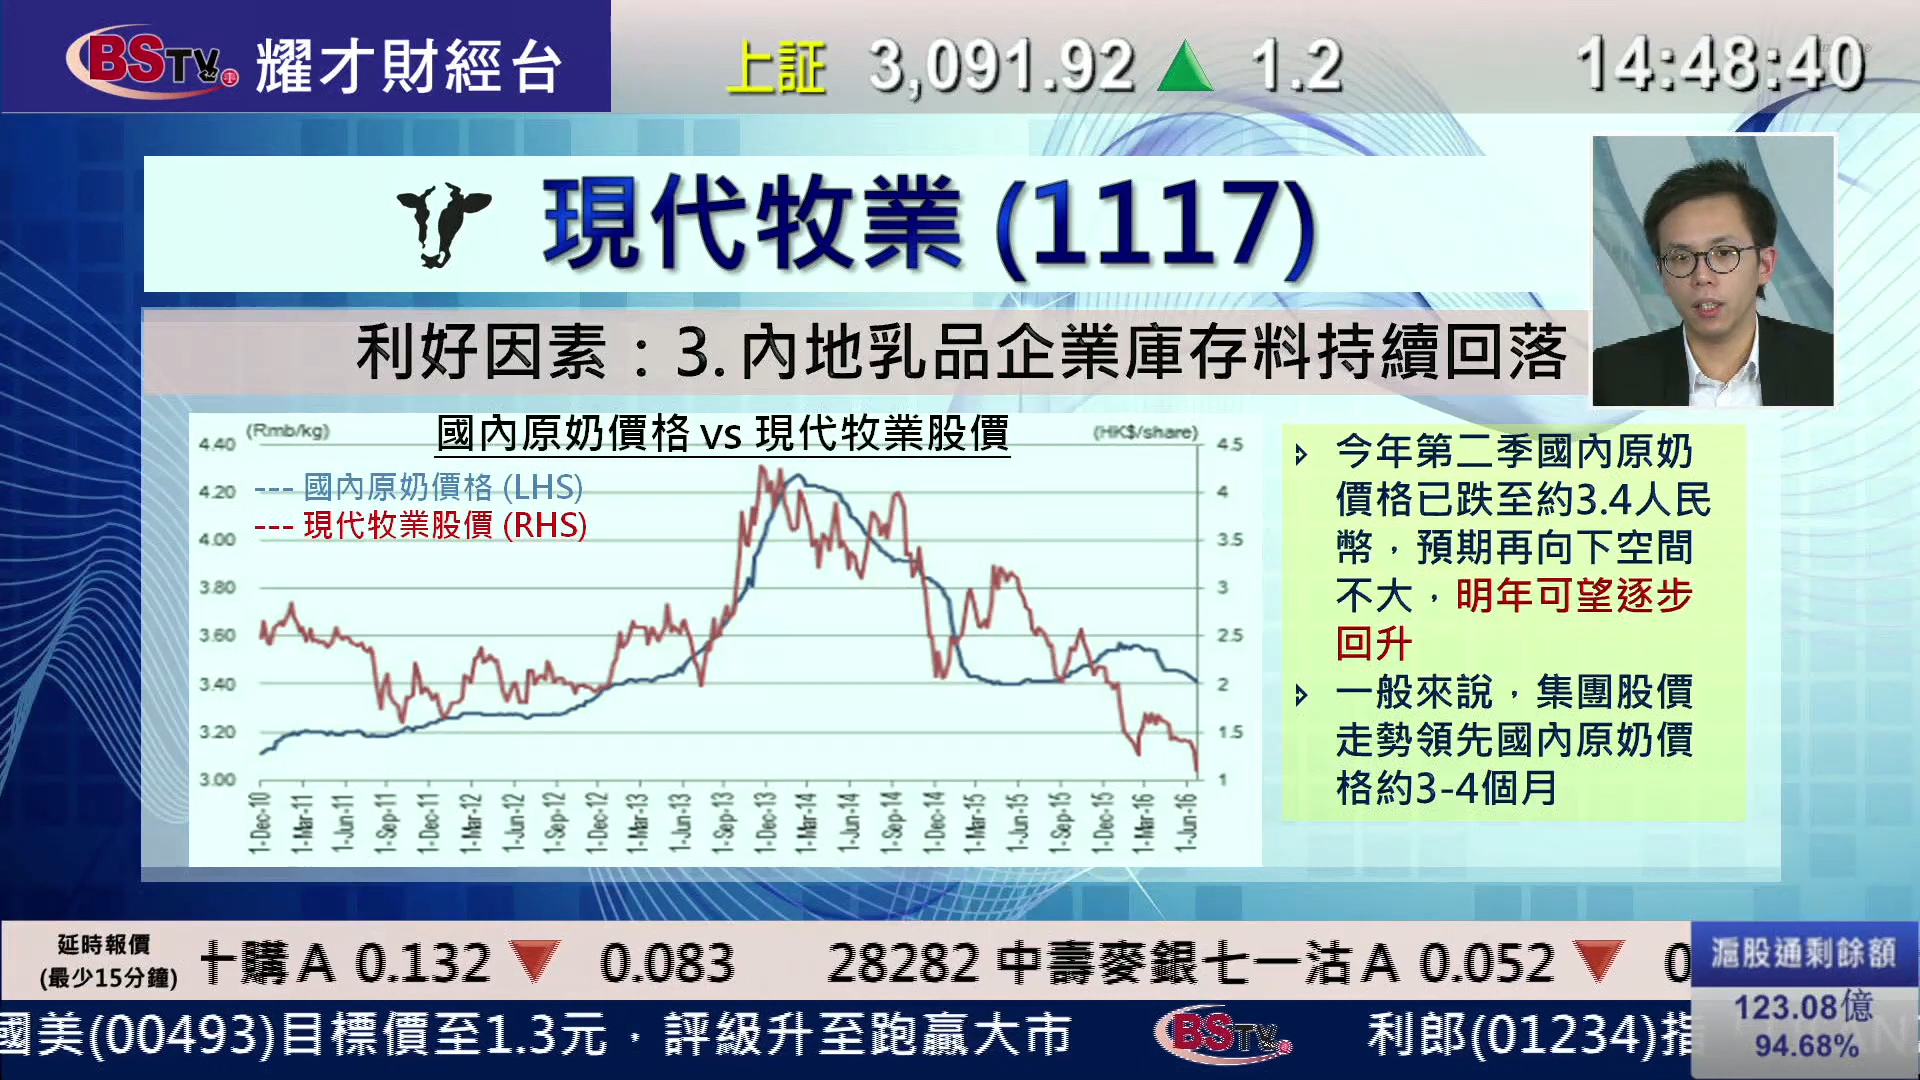 BSTV 耀才財經台
上証 3,091.92 ▲ 1.2
14:48:40
現代牧業 (1117)
利好因素：3. 內地乳品企業庫存料持續回落
國內原奶價格 vs 現代牧業股價
(Rmb/kg)
(HK$/share)
--- 國內原奶價格 (LHS)
--- 現代牧業股價 (RHS)
4.40
4.20
4.00
3.80
3.60
3.40
3.20
3.00
4.5
4
3.5
3
2.5
2
1.5
1
1-Dec-10
1-Mar-11
1-Jun-11
1-Sep-11
1-Dec-11
1-Mar-12
1-Jun-12
1-Sep-12
1-Dec-12
1-Mar-13
1-Jun-13
1-Sep-13
1-Dec-13
1-Mar-14
1-Jun-14
1-Sep-14
1-Dec-14
1-Mar-15
1-Jun-15
1-Sep-15
1-Dec-15
1-Mar-16
1-Jun-16
今年第二季國內原奶
價格已跌至約3.4人民
幣，預期再向下空間
不大，明年可望逐步
回升
一般來說，集團股價
走勢領先國內原奶價
格約3-4個月
延時報價
(最少15分鐘)
十購A 0.132 ▼ 0.083 28282 中壽麥銀七一沽A 0.052 ▼ 0
滬股通剩餘額
123.08億
94.68%
國美(00493)目標價至1.3元，評級升至跑贏大市 BSTV 利郎(01234)指